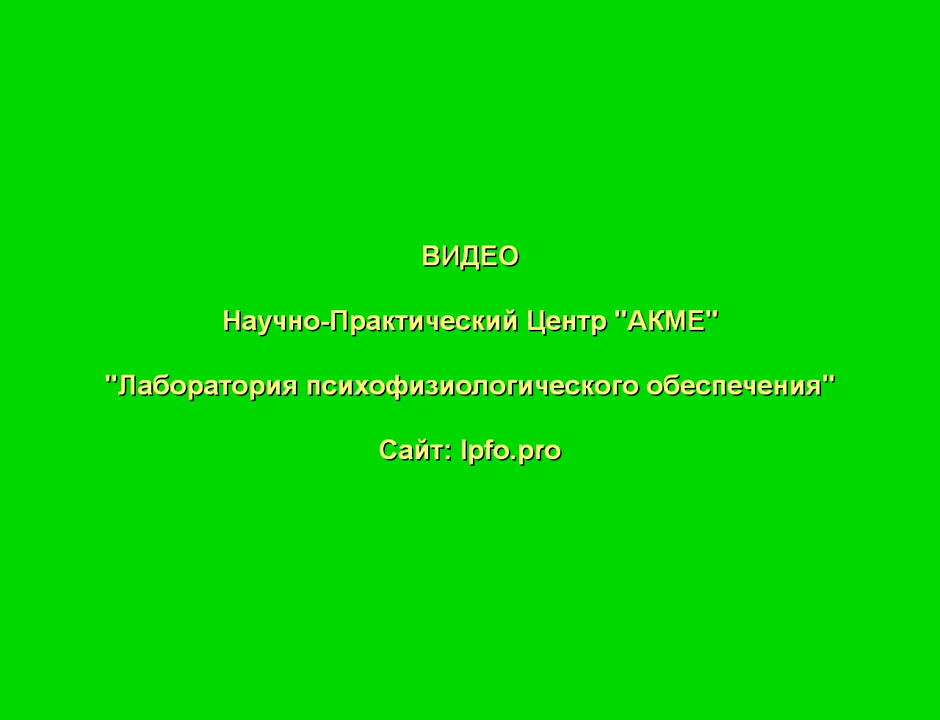 ВИДЕО
Научно-Практический Центр "АКМЕ"
"Лаборатория психофизиологического обеспечения"
Сайт: lpfo.pro